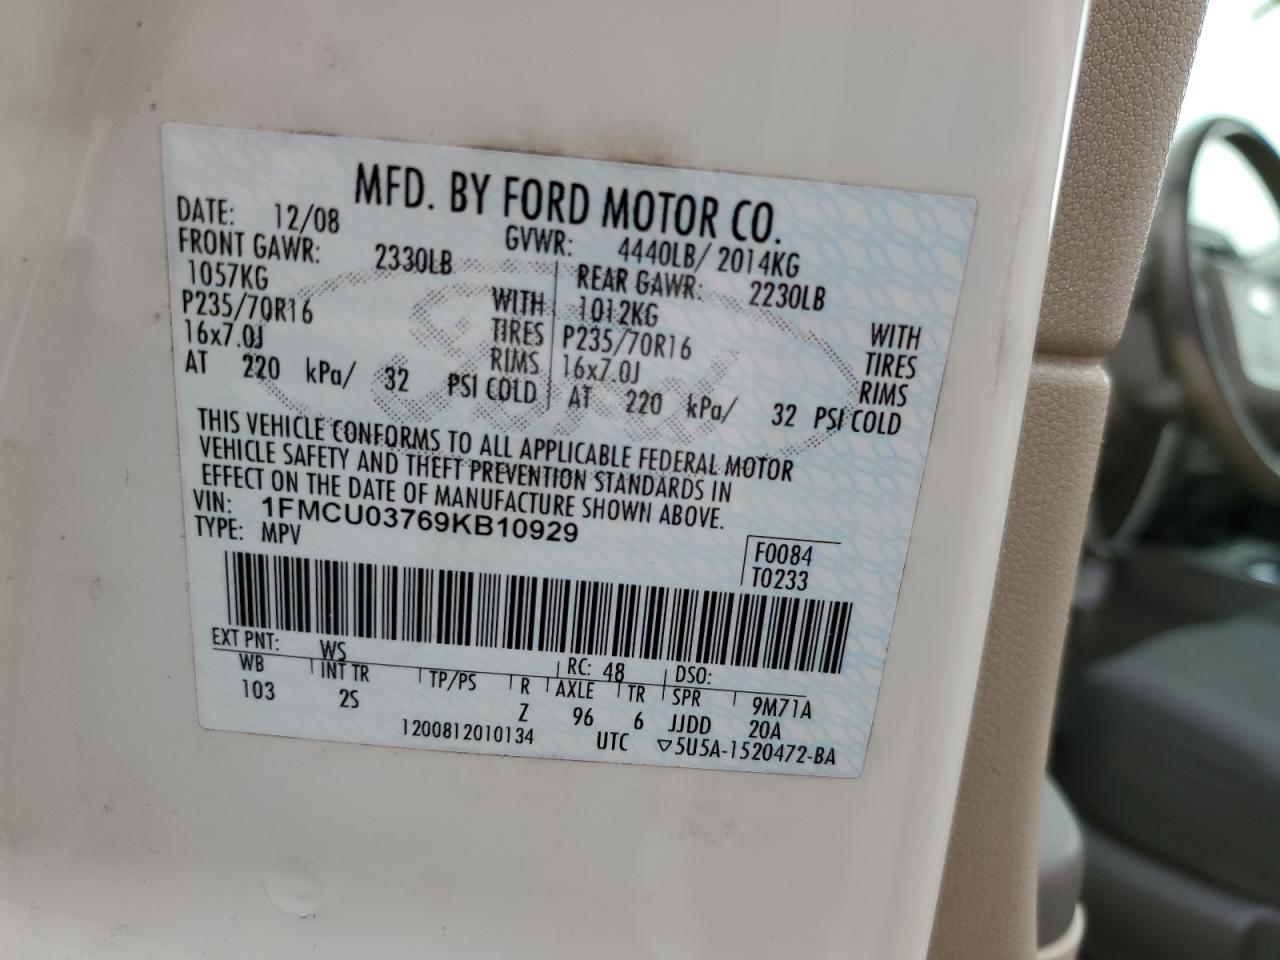 MFD. BY FORD MOTOR CO.
DATE: 12/08 GVWR: 4440LB/ 2014KG
FRONT GAWR: 2330LB REAR GAWR: 2230LB
1057KG WITH 1012KG WITH
P235/70R16 TIRES P235/70R16 TIRES
16x7.0J RIMS 16x7.0J RIMS
AT 220 kPa/ 32 PSI COLD AT 220 kPa/ 32 PSI COLD
THIS VEHICLE CONFORMS TO ALL APPLICABLE FEDERAL MOTOR
VEHICLE SAFETY AND THEFT PREVENTION STANDARDS IN
EFFECT ON THE DATE OF MANUFACTURE SHOWN ABOVE.
VIN: 1FMCU03769KB10929
TYPE: MPV
F0084
T0233
EXT PNT: WS RC: 48 DSO:
WB INT TR TP/PS R AXLE TR SPR 9M71A
103 2S Z 96 6 JJDD 20A
1200812010134 UTC ▽5U5A-1520472-BA
Ford